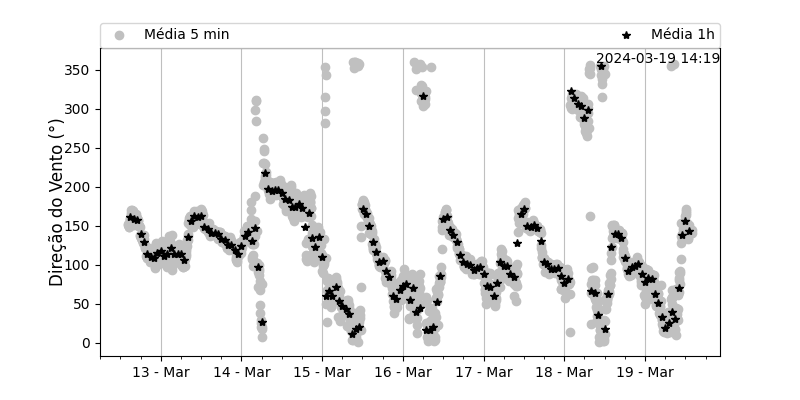 Média 5 min
Média 1h
2024-03-19 14:19
Direção do Vento (°)
350
300
250
200
150
100
50
0
13 - Mar
14 - Mar
15 - Mar
16 - Mar
17 - Mar
18 - Mar
19 - Mar